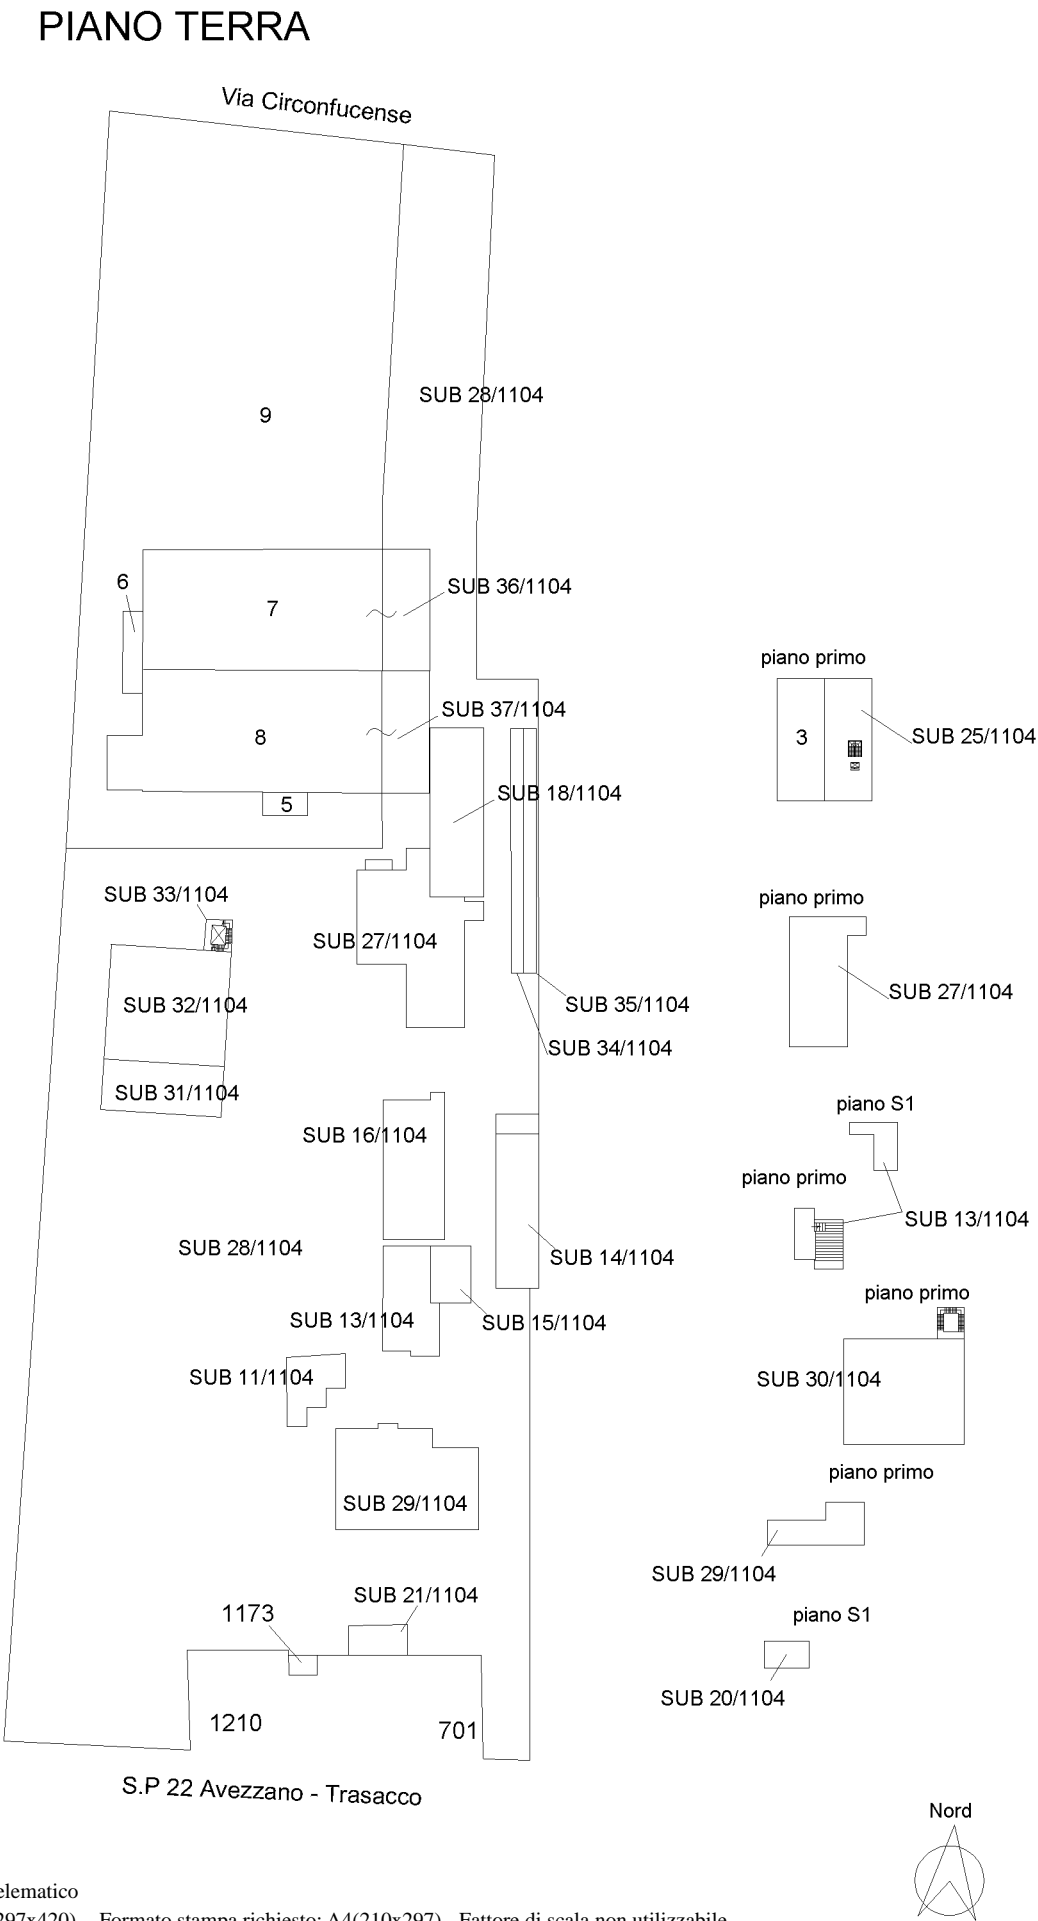 PIANO TERRA
Via Circonfucense
SUB 28/1104
9
6
7
SUB 36/1104
piano primo
SUB 37/1104
8
3
SUB 25/1104
SUB 18/1104
5
SUB 33/1104
piano primo
SUB 27/1104
SUB 32/1104
SUB 35/1104
SUB 27/1104
SUB 34/1104
SUB 31/1104
piano S1
SUB 16/1104
piano primo
SUB 13/1104
SUB 28/1104
SUB 14/1104
piano primo
SUB 13/1104
SUB 15/1104
SUB 11/1104
SUB 30/1104
piano primo
SUB 29/1104
SUB 29/1104
SUB 21/1104
1173
piano S1
SUB 20/1104
1210
701
S.P 22 Avezzano - Trasacco
Nord
elematico
297x420) - Formato stampa richiesto: A4(210x297) - Fattore di scala non utilizzabile